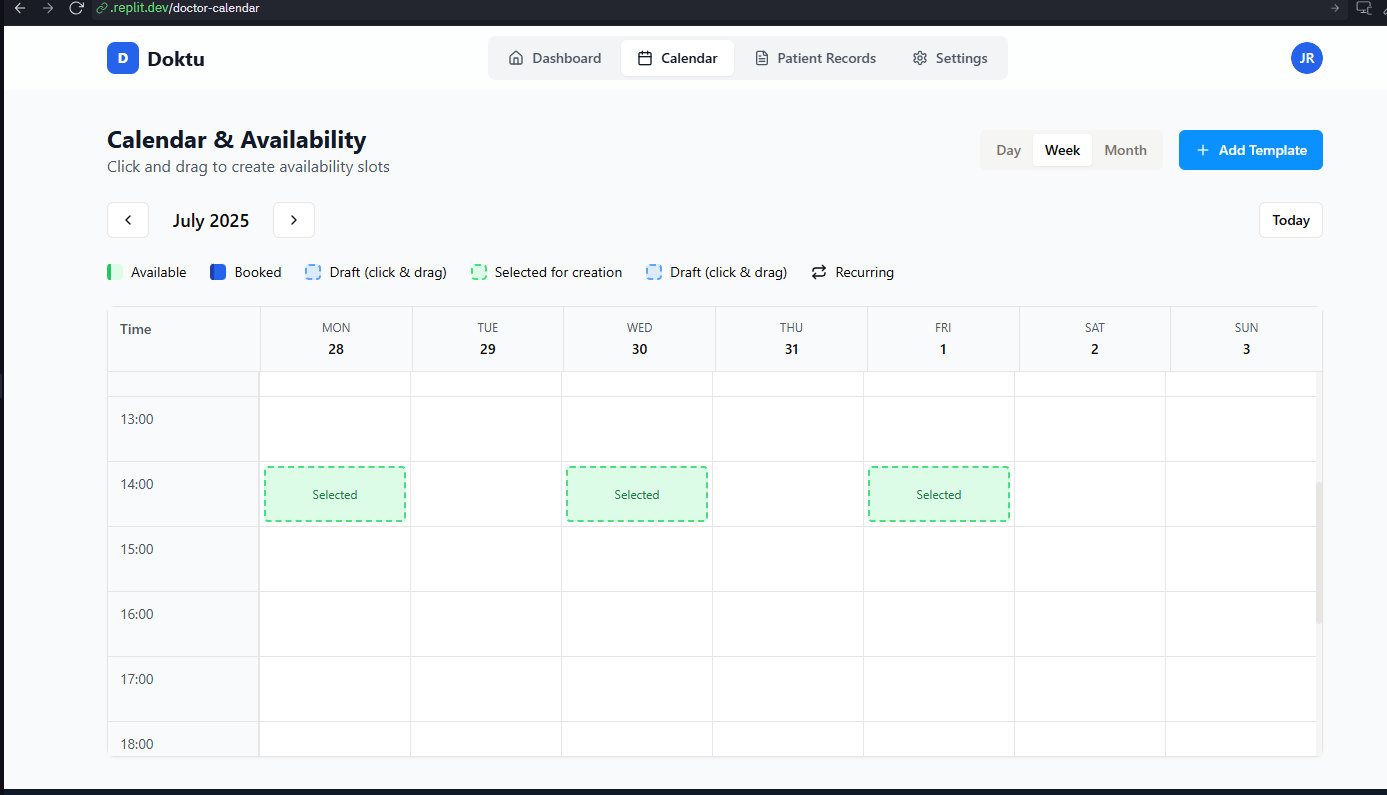 .replit.dev/doctor-calendar
D Doktu Dashboard Calendar Patient Records Settings JR
Calendar & Availability
Click and drag to create availability slots
Day Week Month + Add Template
July 2025 Today
Available Booked Draft (click & drag) Selected for creation Draft (click & drag) Recurring
Time MON TUE WED THU FRI SAT SUN
28 29 30 31 1 2 3
13:00
14:00 Selected Selected Selected
15:00
16:00
17:00
18:00